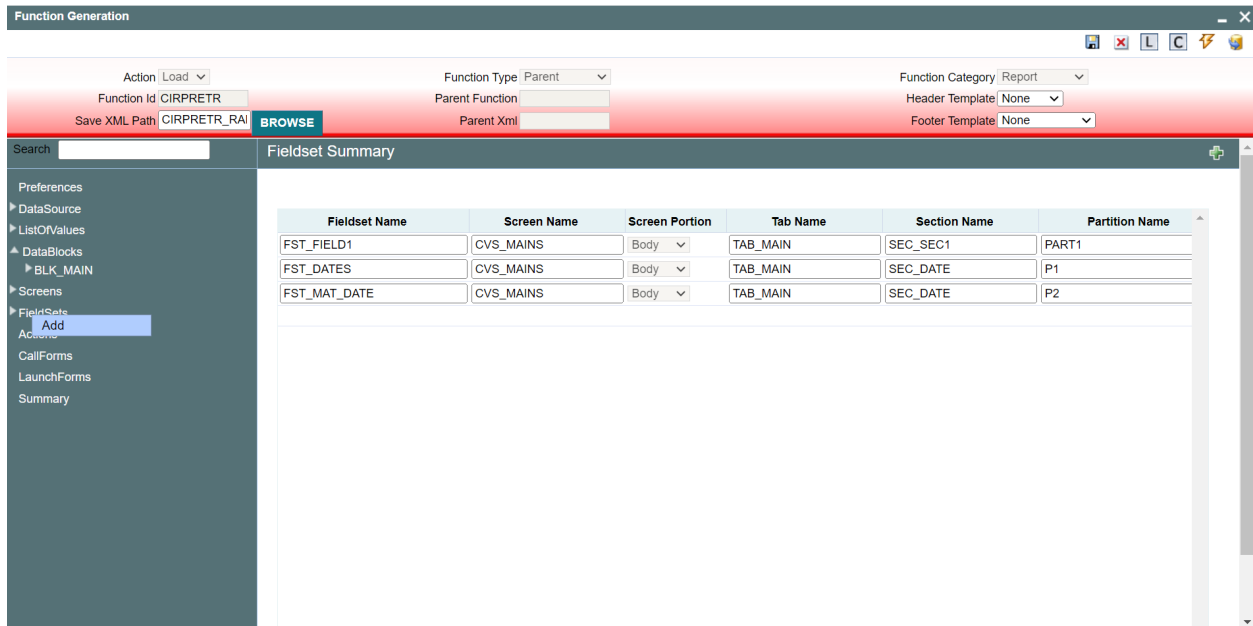 Function Generation
L C
Action Load Function Type Parent Function Category Report
Function Id CIRPRETR Parent Function Header Template None
Save XML Path CIRPRETR_RAI BROWSE Parent Xml Footer Template None
Search Fieldset Summary
Preferences
DataSource
ListOfValues
DataBlocks
BLK_MAIN
Screens
FieldSets
Add
Actions
CallForms
LaunchForms
Summary
Fieldset Name Screen Name Screen Portion Tab Name Section Name Partition Name
FST_FIELD1 CVS_MAINS Body TAB_MAIN SEC_SEC1 PART1
FST_DATES CVS_MAINS Body TAB_MAIN SEC_DATE P1
FST_MAT_DATE CVS_MAINS Body TAB_MAIN SEC_DATE P2